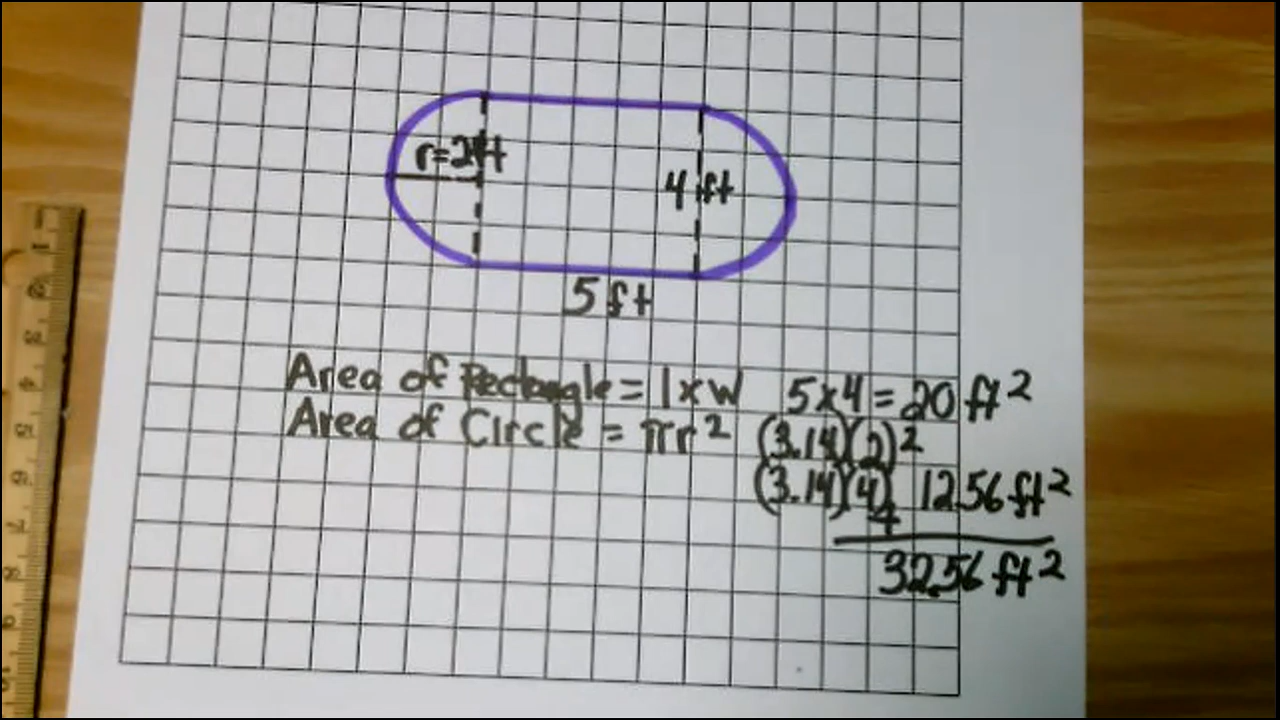 r=2ft
4 ft
5 ft
Area of Rectangle = l x w 5x4 = 20 ft²
Area of Circle = πr² (3.14)(2)²
(3.14)(4) 12.56 ft²
+
32.56 ft²